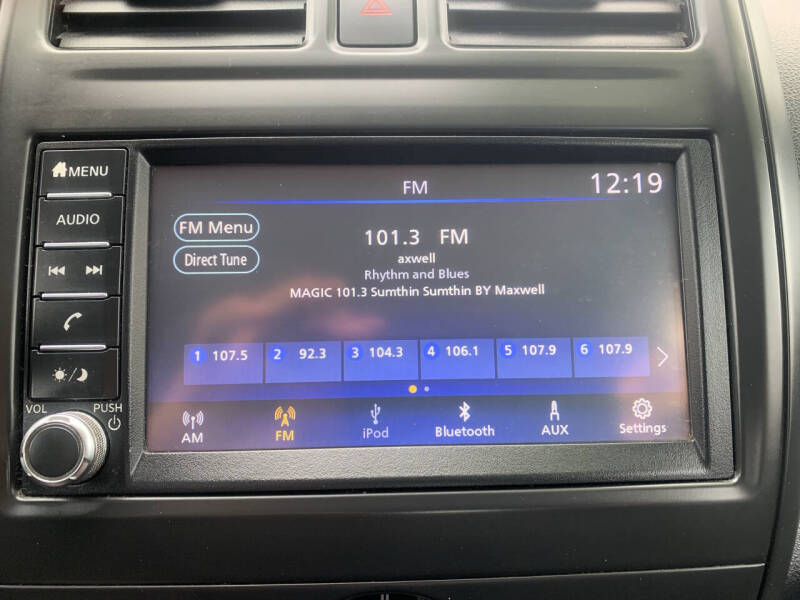 MENU
AUDIO
VOL PUSH
FM 12:19
FM Menu
Direct Tune
101.3 FM
axwell
Rhythm and Blues
MAGIC 101.3 Sumthin Sumthin BY Maxwell
1 107.5 2 92.3 3 104.3 4 106.1 5 107.9 6 107.9
AM FM iPod Bluetooth AUX Settings